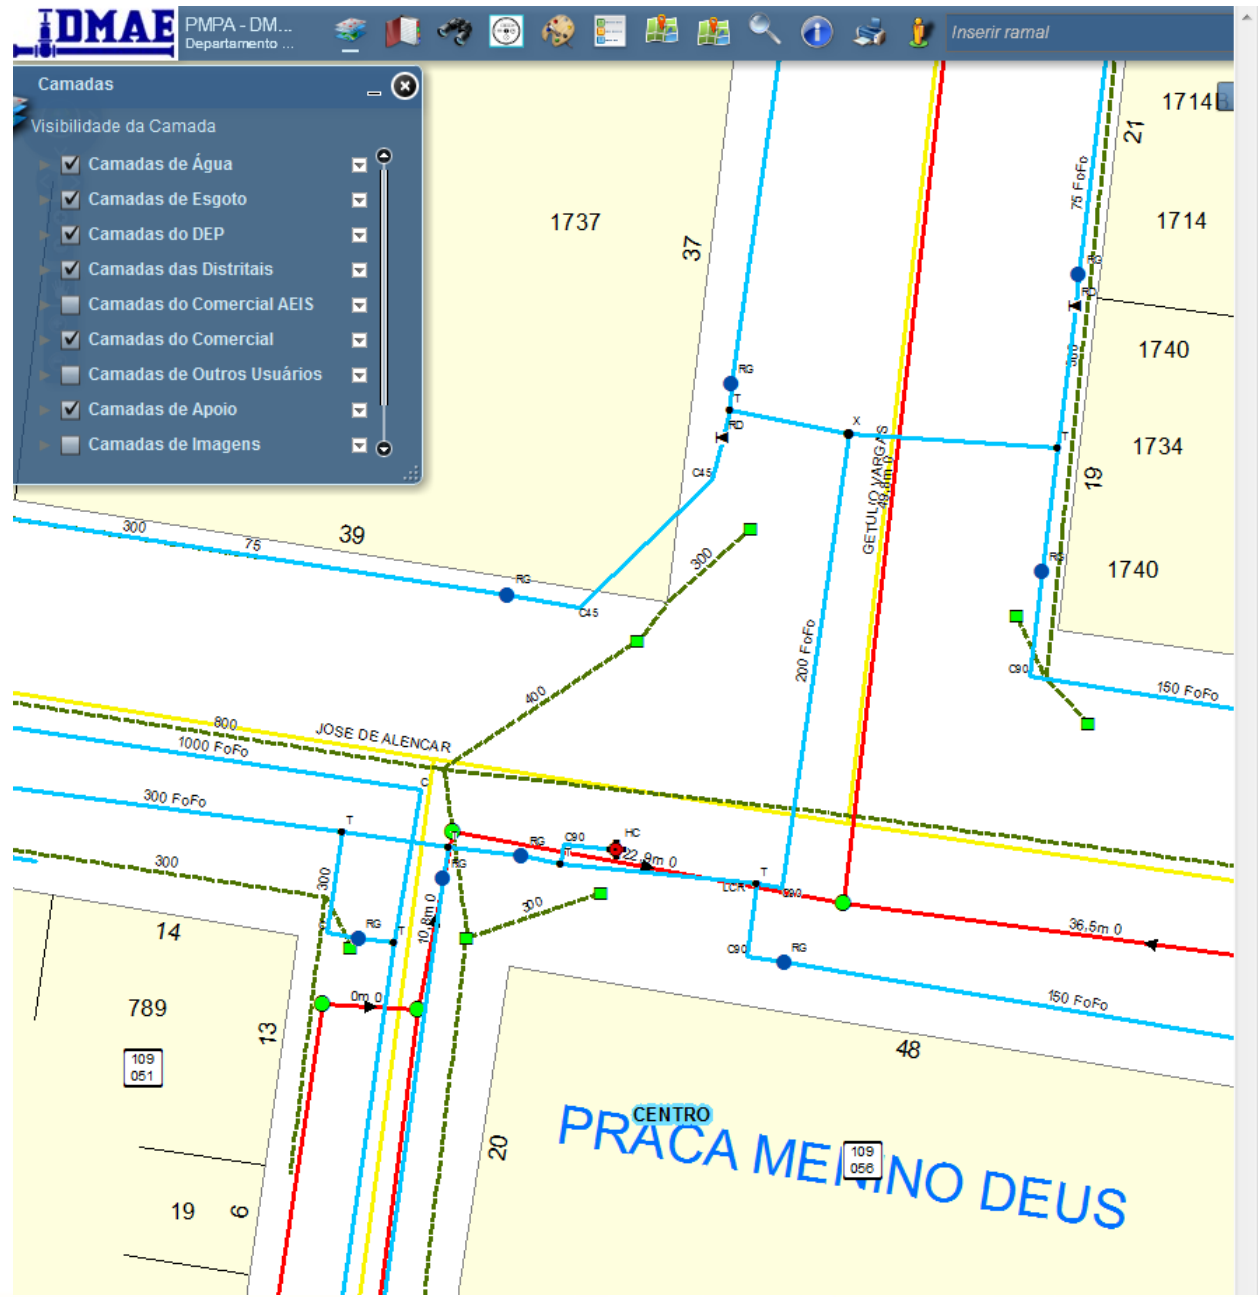 DMAE
PMPA - DM...
Departamento ...
Inserir ramal
Camadas
Visibilidade da Camada
Camadas de Água
Camadas de Esgoto
Camadas do DEP
Camadas das Distritais
Camadas do Comercial AEIS
Camadas do Comercial
Camadas de Outros Usuários
Camadas de Apoio
Camadas de Imagens
1714B
21
75 FoFo
1714
1737
37
RG
RD
300
1740
RG
T
RD
X
T
1734
GETULIO VARGAS
49,8m 0
C45
19
300
75
39
300
RG
RG
1740
C45
200 FoFo
C90
150 FoFo
400
800
JOSE DE ALENCAR
1000 FoFo
C
300 FoFo
T
C90
HC
T
RG
22,9m 0
RG
T
T
LCR
300
300
300
36,5m 0
14
RG
T
10,8m 0
C90
RG
0m 0
150 FoFo
789
13
48
109
051
CENTRO
PRACA MENINO DEUS
109
056
20
19
6